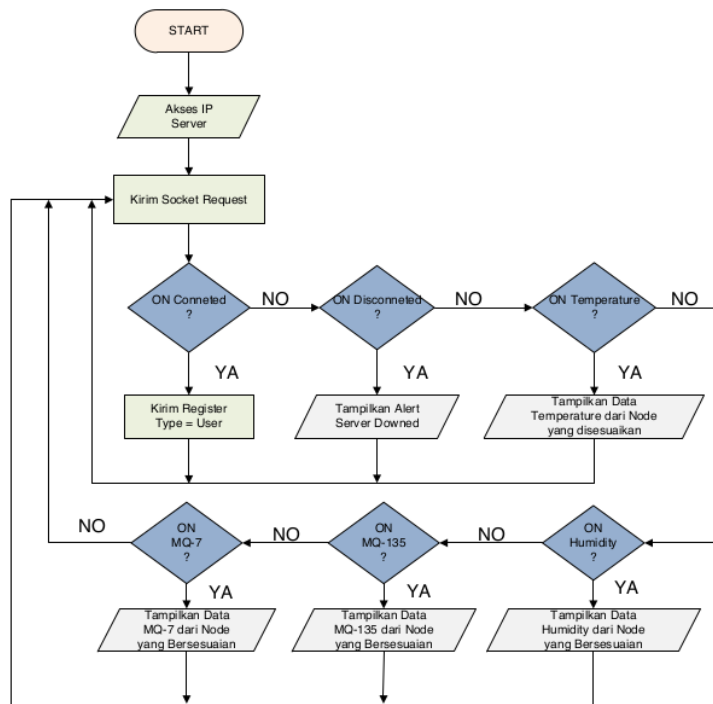 START
Akses IP
Server
Kirim Socket Request
ON Conneted
?
NO
ON Disconneted
?
NO
ON Temperature
?
NO
YA
YA
YA
Kirim Register
Type = User
Tampilkan Alert
Server Downed
Tampilkan Data
Temperature dari Node
yang disesuaikan
NO
ON
MQ-7
?
NO
ON
MQ-135
?
NO
ON
Humidity
?
YA
YA
YA
Tampilkan Data
MQ-7 dari Node
yang Bersesuaian
Tampilkan Data
MQ-135 dari Node
yang Bersesuaian
Tampilkan Data
Humidity dari Node
yang Bersesuaian